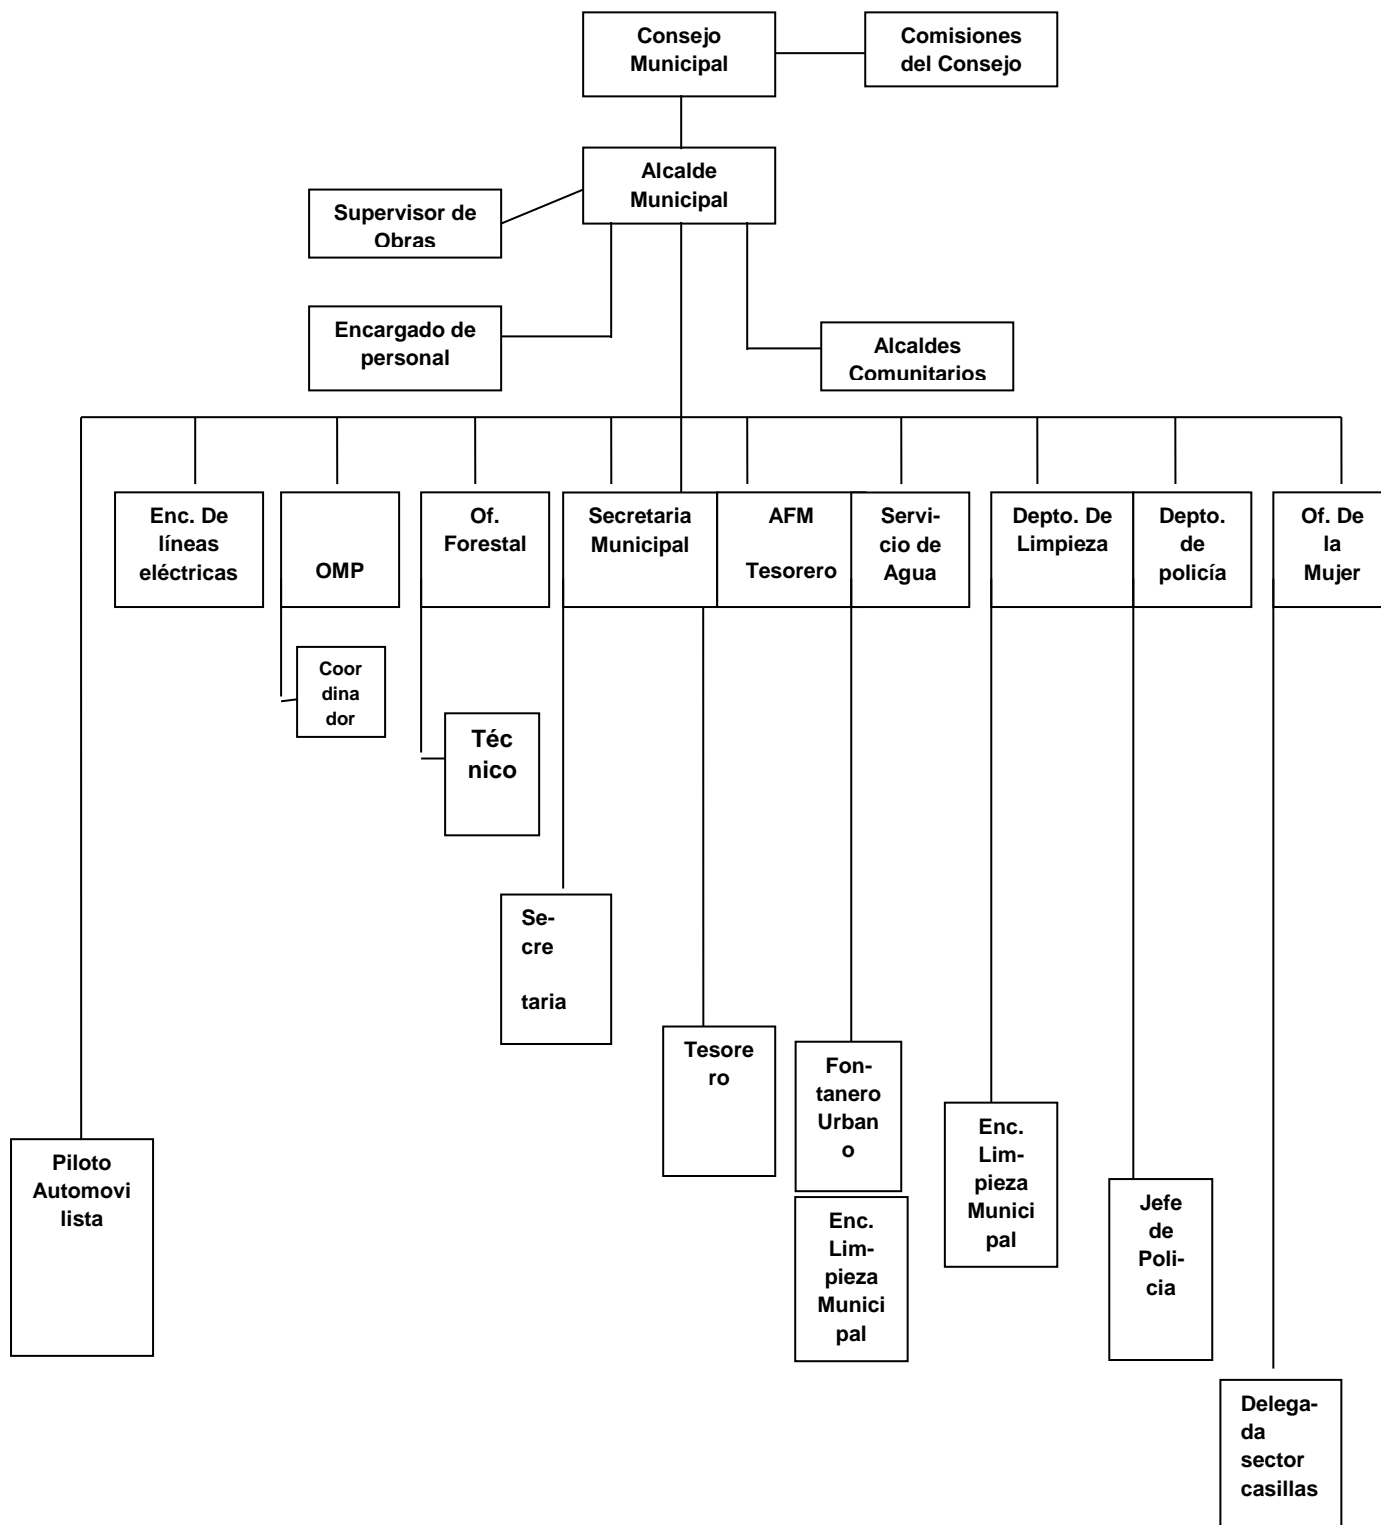 Consejo
Municipal
Comisiones
del Consejo
Alcalde
Municipal
Supervisor de
Obras
Encargado de
personal
Alcaldes
Comunitarios
Enc. De
líneas
eléctricas
OMP
Of.
Forestal
Secretaria
Municipal
AFM
Tesorero
Servi-
cio de
Agua
Depto. De
Limpieza
Depto.
de
policía
Of. De
la
Mujer
Coor
dina
dor
Téc
nico
Se-
cre
taria
Tesore
ro
Fon-
tanero
Urban
o
Enc.
Lim-
pieza
Munici
pal
Enc.
Lim-
pieza
Munici
pal
Jefe
de
Poli-
cia
Piloto
Automovi
lista
Delega-
da
sector
casillas